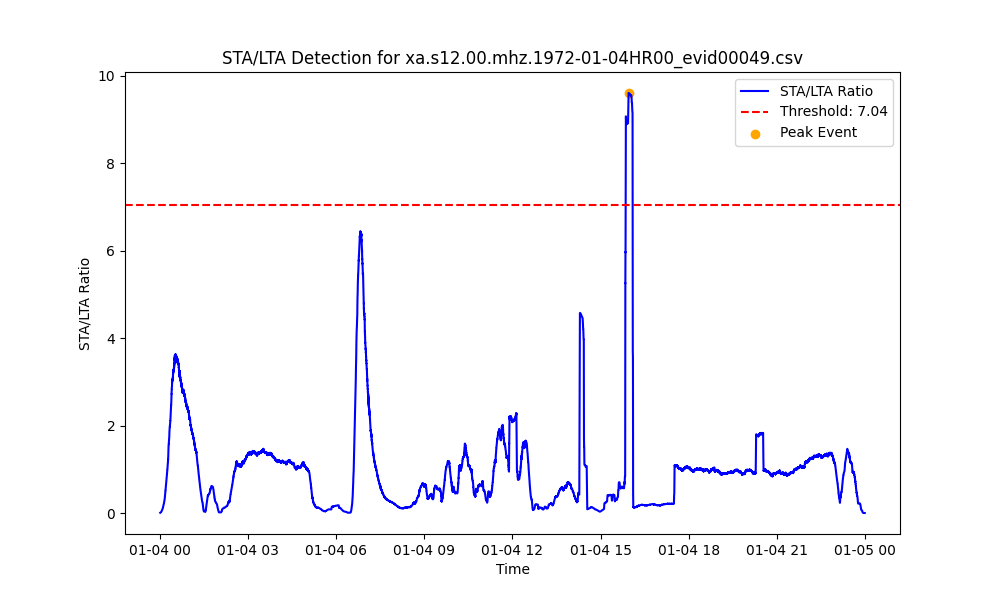 STA/LTA Detection for xa.s12.00.mhz.1972-01-04HR00_evid00049.csv
STA/LTA Ratio
Threshold: 7.04
Peak Event
10
8
6
4
2
0
STA/LTA Ratio
01-04 00 01-04 03 01-04 06 01-04 09 01-04 12 01-04 15 01-04 18 01-04 21 01-05 00
Time